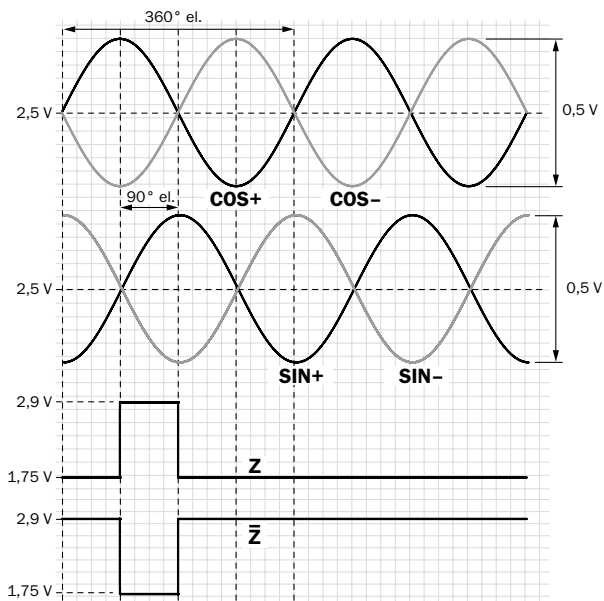 360° el.
2,5 V
0,5 V
90° el.
COS+
COS−
2,5 V
0,5 V
SIN+
SIN−
2,9 V
Z
1,75 V
2,9 V
Z̅
1,75 V